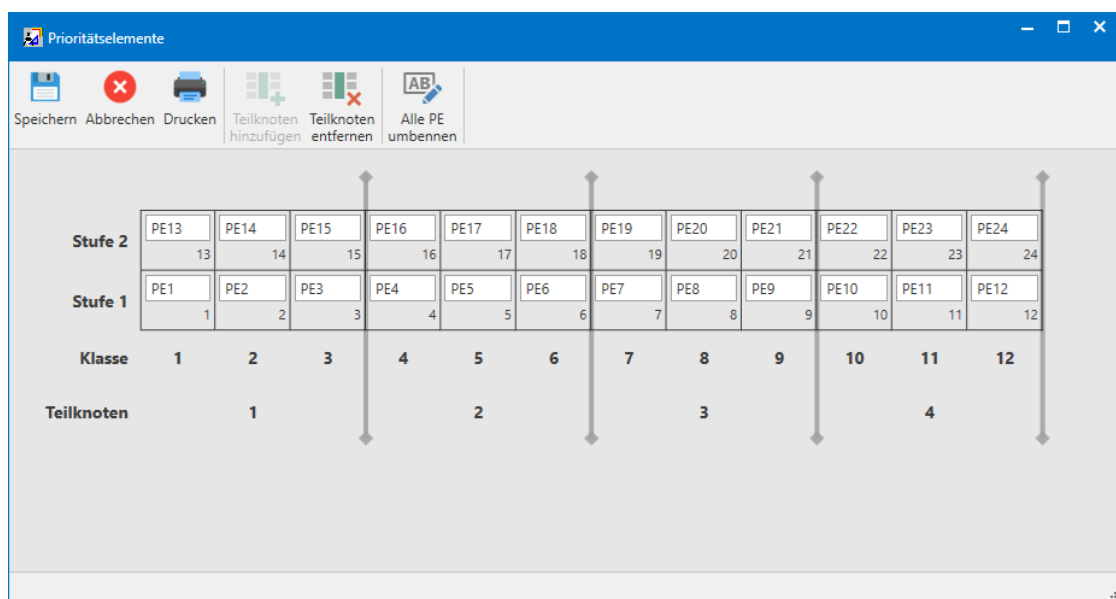 Prioritätselemente
Speichern Abbrechen Drucken Teilknoten hinzufügen Teilknoten entfernen Alle PE umbennen
Stufe 2 PE13 PE14 PE15 PE16 PE17 PE18 PE19 PE20 PE21 PE22 PE23 PE24
13 14 15 16 17 18 19 20 21 22 23 24
Stufe 1 PE1 PE2 PE3 PE4 PE5 PE6 PE7 PE8 PE9 PE10 PE11 PE12
1 2 3 4 5 6 7 8 9 10 11 12
Klasse 1 2 3 4 5 6 7 8 9 10 11 12
Teilknoten 1 2 3 4